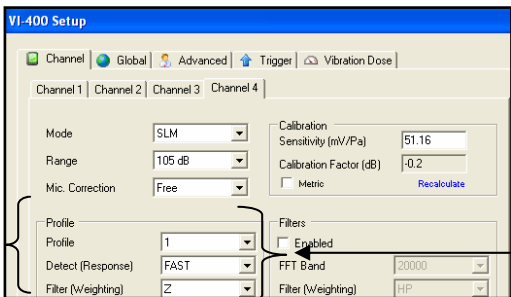 VI-400 Setup
Channel Global Advanced Trigger Vibration Dose
Channel 1 Channel 2 Channel 3 Channel 4
Mode SLM
Range 105 dB
Mic. Correction Free
Calibration
Sensitivity (mV/Pa) 51.16
Calibration Factor (dB) -0.2
Metric Recalculate
Profile
Profile 1
Detect (Response) FAST
Filter (Weighting) Z
Filters
Enabled
FFT Band 20000
Filter (Weighting) HP